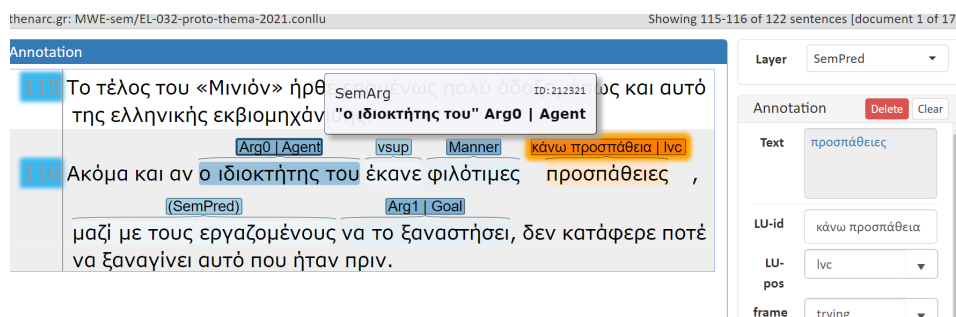 thenarc.gr: MWE-sem/EL-032-proto-thema-2021.conllu
Showing 115-116 of 122 sentences [document 1 of 17
Annotation
115 Το τέλος του «Μινιόν» ήρθε πολύ και αυτό
της ελληνικής εκβιομηχάν
SemArg ID:212321
"ο ιδιοκτήτης του" Arg0 | Agent
Arg0 | Agent vsup Manner κάνω προσπάθεια | lvc
116 Ακόμα και αν ο ιδιοκτήτης του έκανε φιλότιμες προσπάθειες ,
(SemPred) Arg1 | Goal
μαζί με τους εργαζομένους να το ξαναστήσει, δεν κατάφερε ποτέ
να ξαναγίνει αυτό που ήταν πριν.
Layer SemPred
Annotation Delete Clear
Text προσπάθειες
LU-id κάνω προσπάθεια
LU-
pos
lvc
frame trying